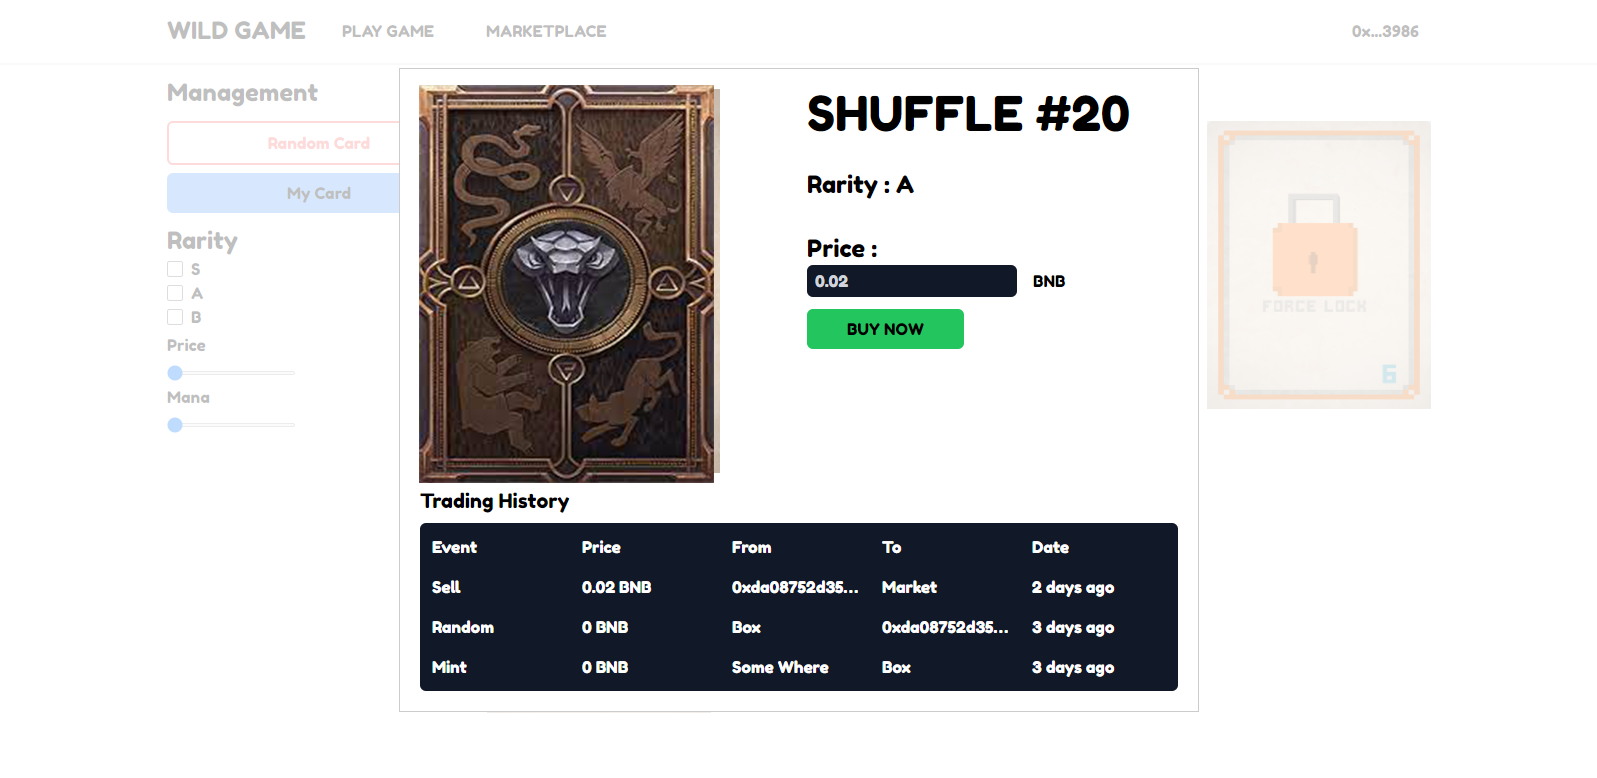 WILD GAME PLAY GAME MARKETPLACE 0x...3986
Management
Random Card
My Card
Rarity
S
A
B
Price
Mana
SHUFFLE #20
Rarity : A
Price :
0.02 BNB
BUY NOW
FORCE LOCK
6
Trading History
Event Price From To Date
Sell 0.02 BNB 0xda08752d35... Market 2 days ago
Random 0 BNB Box 0xda08752d35... 3 days ago
Mint 0 BNB Some Where Box 3 days ago